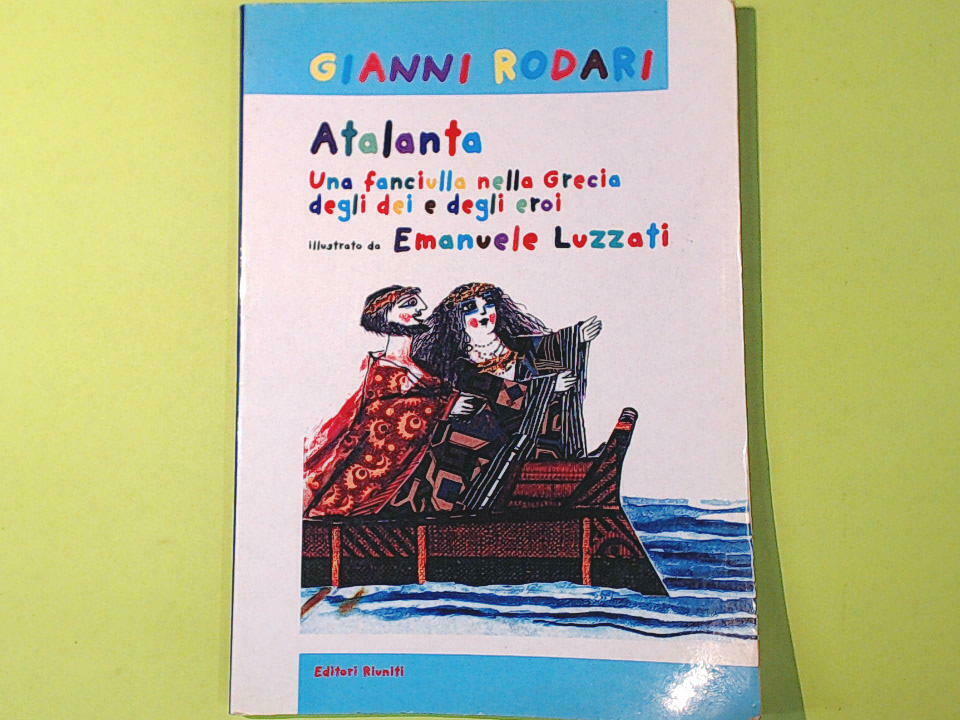 GIANNI RODARI
Atalanta
Una fanciulla nella Grecia
degli dei e degli eroi
illustrato da Emanuele Luzzati
Editori Riuniti